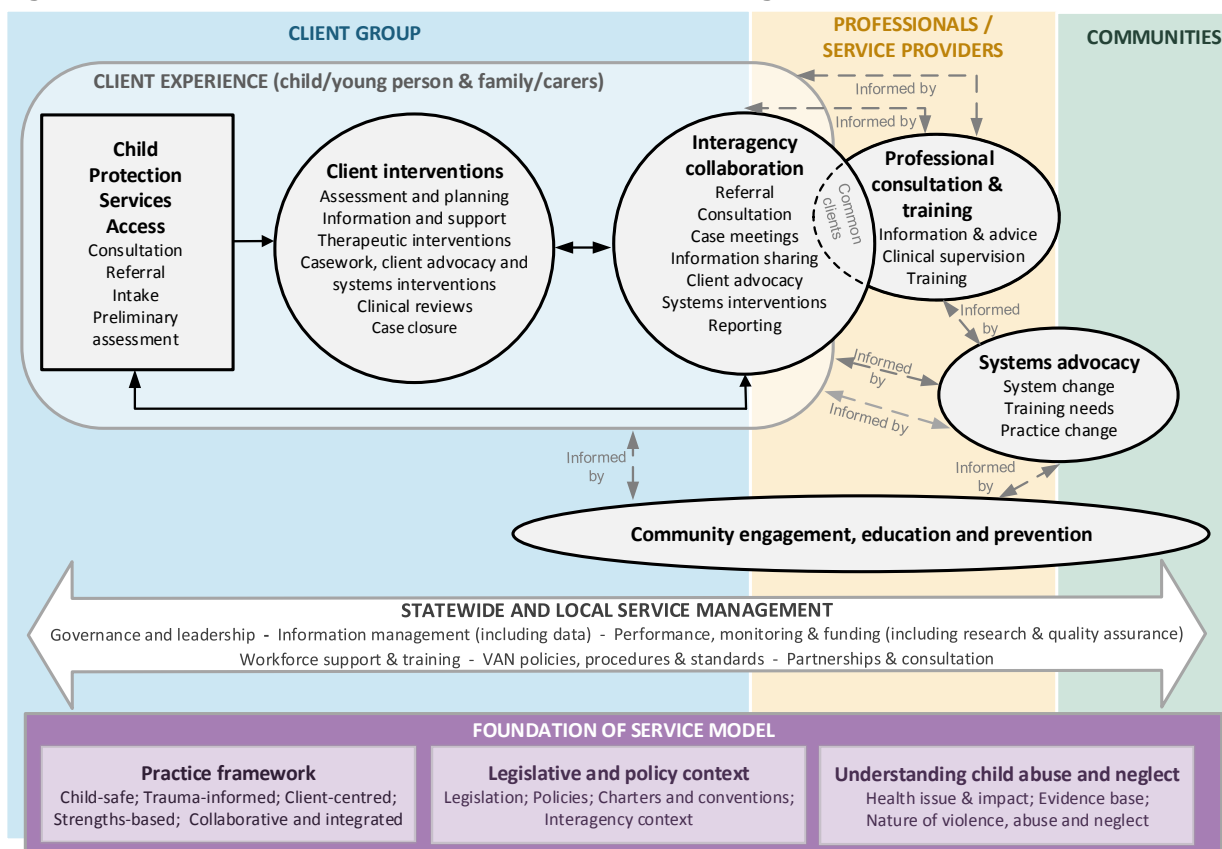 CLIENT GROUP
PROFESSIONALS /
SERVICE PROVIDERS
COMMUNITIES
CLIENT EXPERIENCE (child/young person & family/carers)
Informed by
Informed by
Child
Protection
Services
Access
Consultation
Referral
Intake
Preliminary
assessment
Client interventions
Assessment and planning
Information and support
Therapeutic interventions
Casework, client advocacy and
systems interventions
Clinical reviews
Case closure
Interagency
collaboration
Referral
Consultation
Case meetings
Information sharing
Client advocacy
Systems interventions
Reporting
Common
clients
Professional
consultation &
training
Information & advice
Clinical supervision
Training
Informed
by
Informed
by
Informed by
Systems advocacy
System change
Training needs
Practice change
Informed
by
Informed
by
Community engagement, education and prevention
STATEWIDE AND LOCAL SERVICE MANAGEMENT
Governance and leadership - Information management (including data) - Performance, monitoring & funding (including research & quality assurance)
Workforce support & training - VAN policies, procedures & standards - Partnerships & consultation
FOUNDATION OF SERVICE MODEL
Practice framework
Child-safe; Trauma-informed; Client-centred;
Strengths-based; Collaborative and integrated
Legislative and policy context
Legislation; Policies; Charters and conventions;
Interagency context
Understanding child abuse and neglect
Health issue & impact; Evidence base;
Nature of violence, abuse and neglect